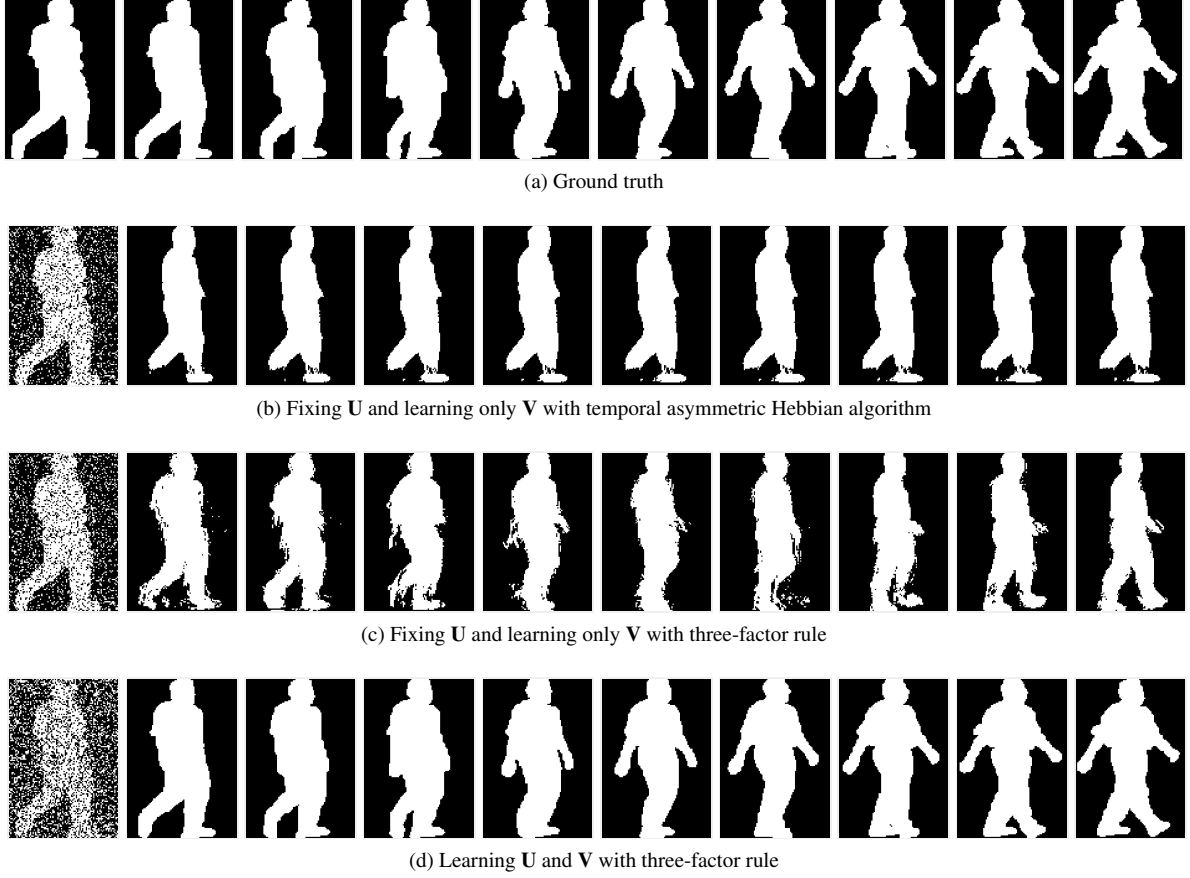 (a) Ground truth
(b) Fixing U and learning only V with temporal asymmetric Hebbian algorithm
(c) Fixing U and learning only V with three-factor rule
(d) Learning U and V with three-factor rule